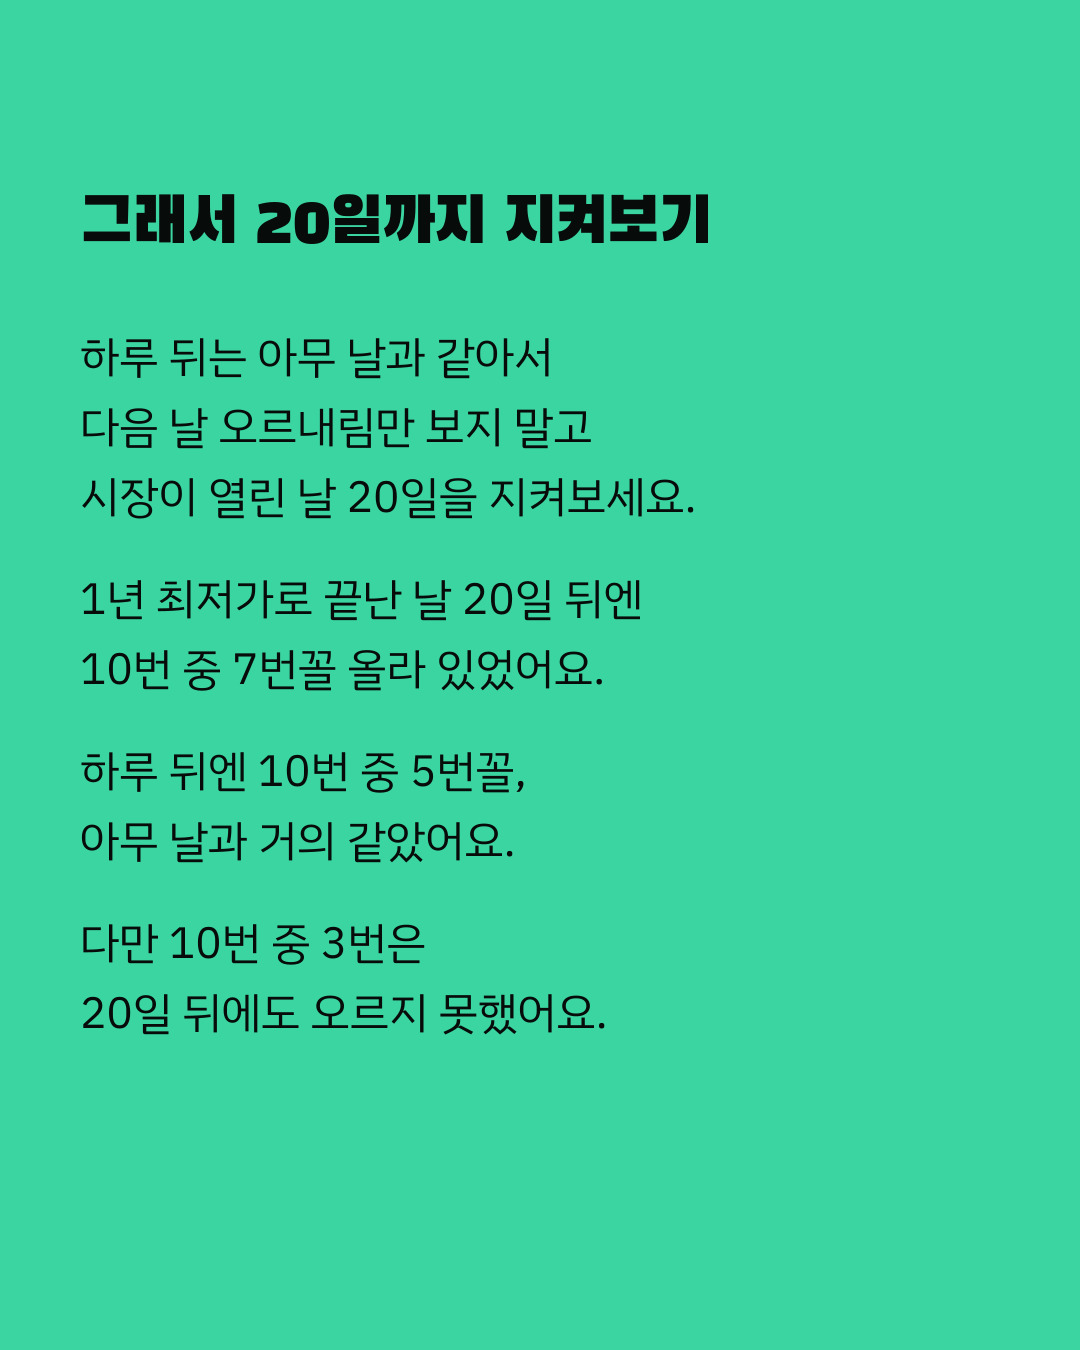 그래서 20일까지 지켜보기
하루 뒤는 아무 날과 같아서
다음 날 오르내림만 보지 말고
시장이 열린 날 20일을 지켜보세요.
1년 최저가로 끝난 날 20일 뒤엔
10번 중 7번꼴 올라 있었어요.
하루 뒤엔 10번 중 5번꼴,
아무 날과 거의 같았어요.
다만 10번 중 3번은
20일 뒤에도 오르지 못했어요.